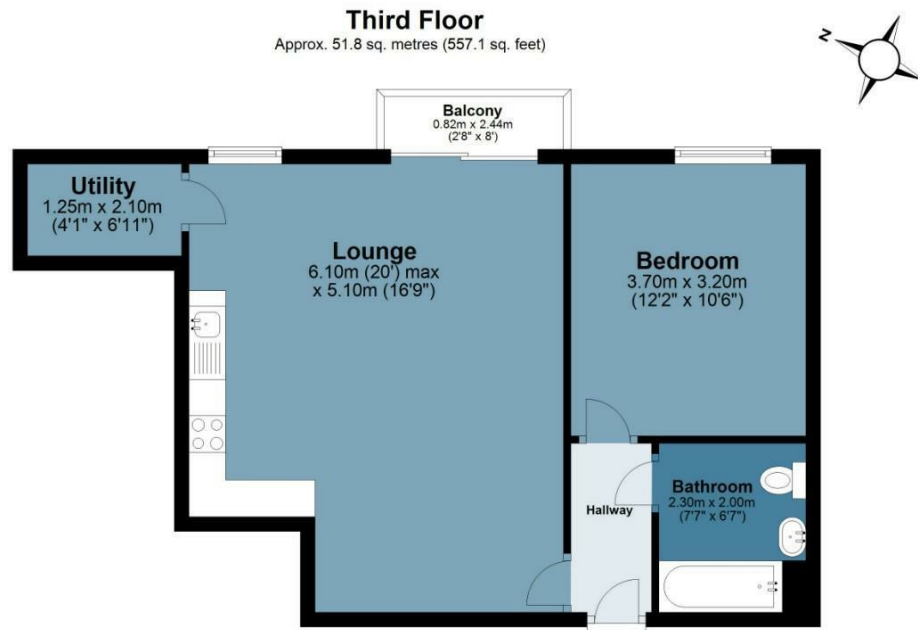 Third Floor
Approx. 51.8 sq. metres (557.1 sq. feet)
N
Balcony
0.82m x 2.44m
(2'8" x 8')
Utility
1.25m x 2.10m
(4'1" x 6'11")
Lounge
6.10m (20') max
x 5.10m (16'9")
Bedroom
3.70m x 3.20m
(12'2" x 10'6")
Hallway
Bathroom
2.30m x 2.00m
(7'7" x 6'7")